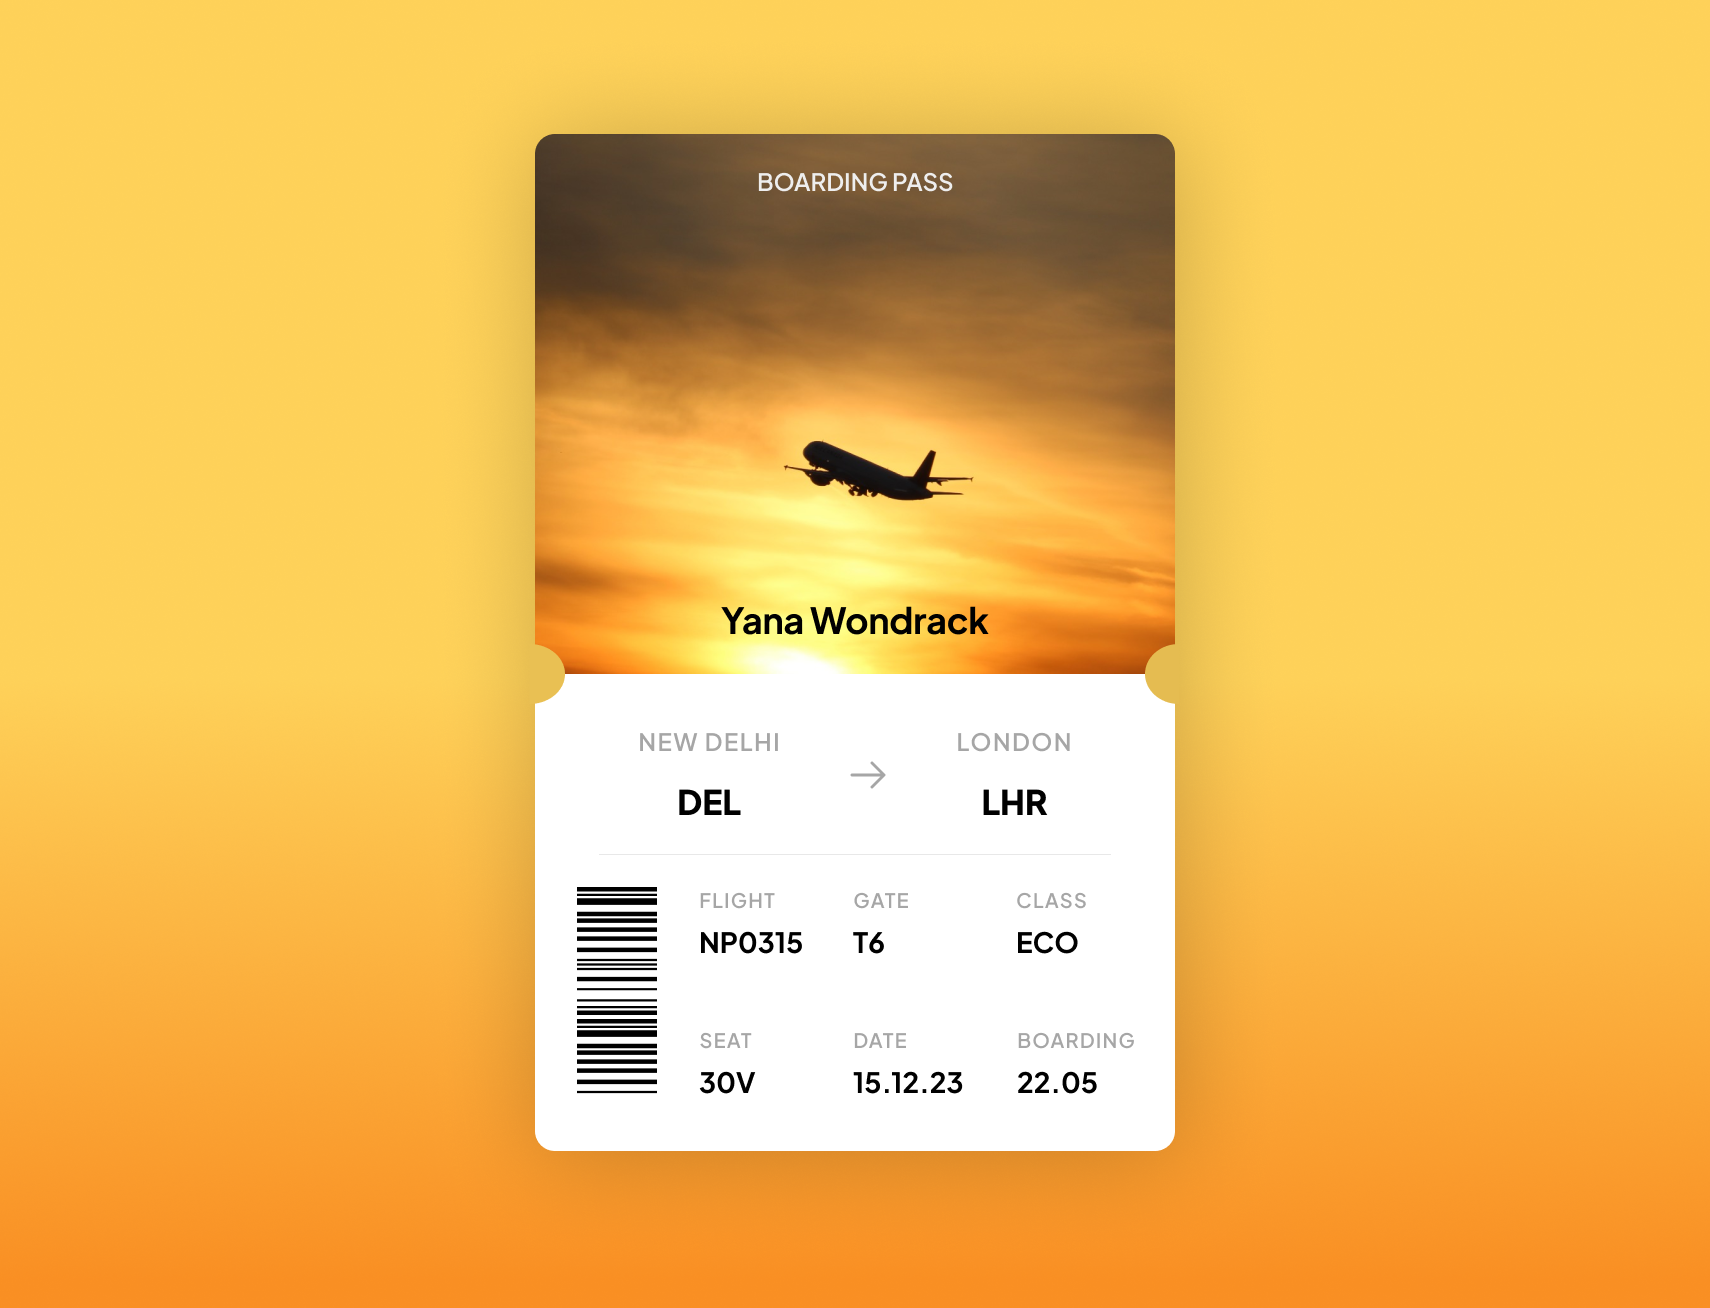 BOARDING PASS
Yana Wondrack
NEW DELHI
DEL
LONDON
LHR
FLIGHT
NP0315
GATE
T6
CLASS
ECO
SEAT
30V
DATE
15.12.23
BOARDING
22.05